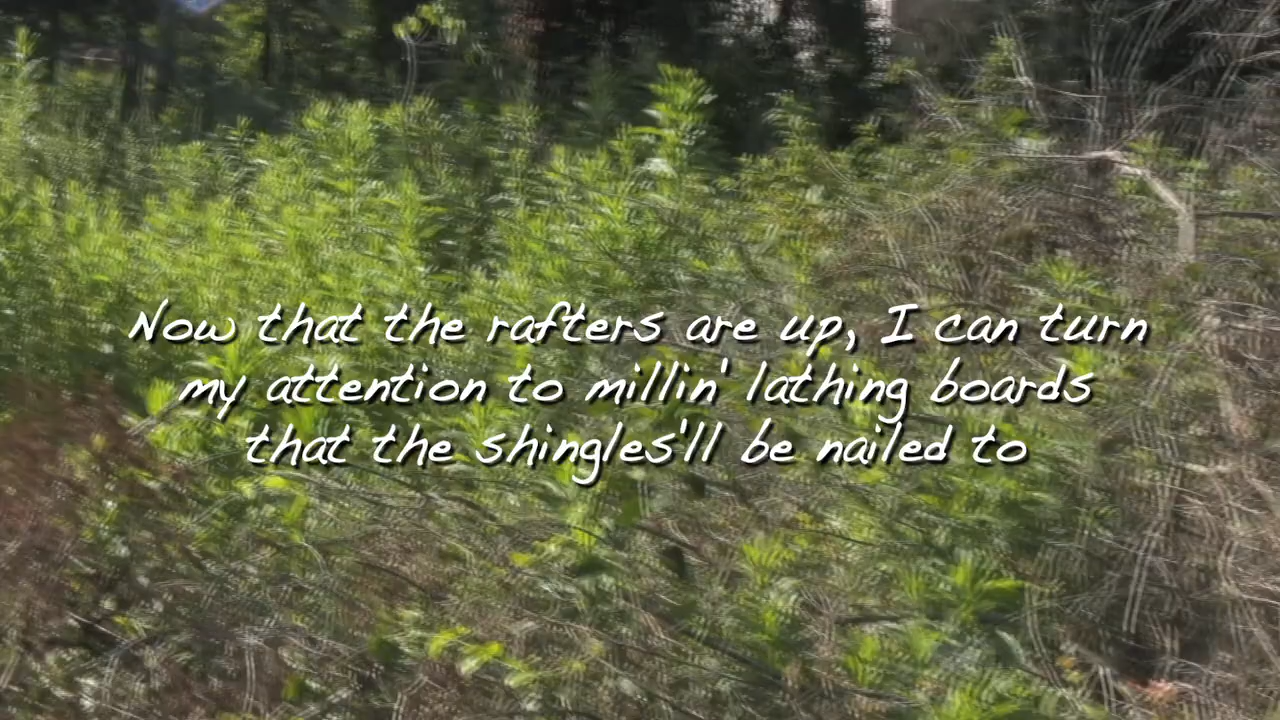 Now that the rafters are up, I can turn
my attention to millin' lathing boards
that the shingles'll be nailed to